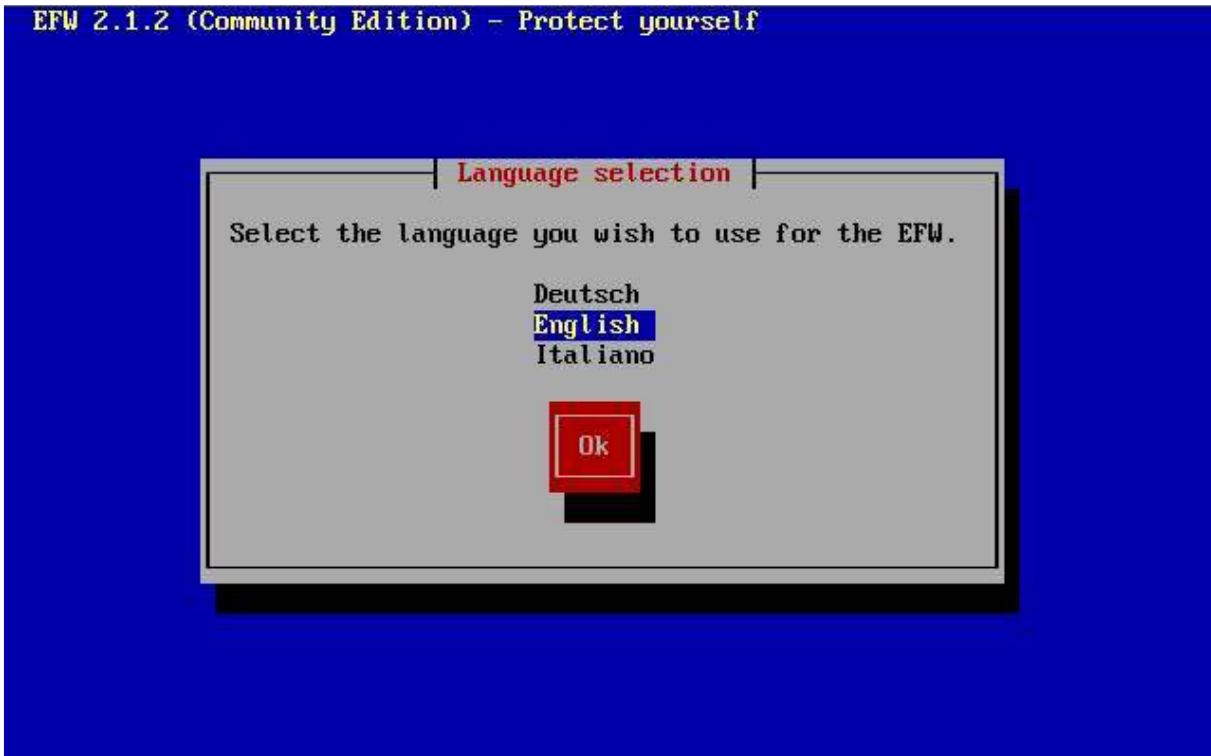 EFW 2.1.2 (Community Edition) - Protect yourself
Language selection
Select the language you wish to use for the EFW.
Deutsch
English
Italiano
Ok